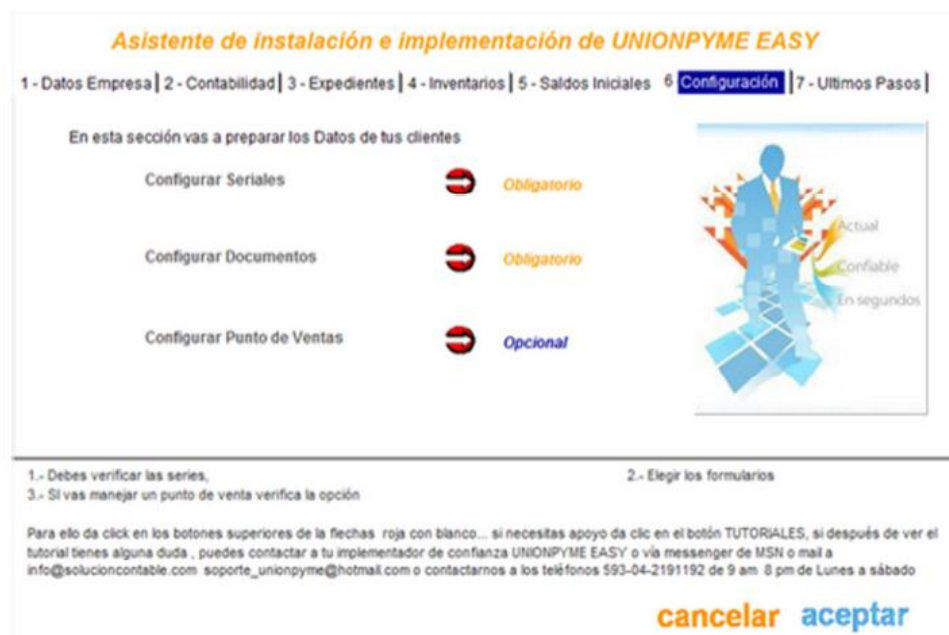 Asistente de instalación e implementación de UNIONPYME EASY
1 - Datos Empresa | 2 - Contabilidad | 3 - Expedientes | 4 - Inventarios | 5 - Saldos Iniciales 6 Configuración | 7 - Ultimos Pasos |
En esta sección vas a preparar los Datos de tus clientes
Configurar Seriales Obligatorio
Actual
Configurar Documentos Obligatorio
Confiable
En segundos
Configurar Punto de Ventas Opcional
1.- Debes verificar las series, 2.- Elegir los formularios
3.- SI vas manejar un punto de venta verifica la opción
Para ello da click en los botones superiores de la flechas roja con blanco... si necesitas apoyo da clic en el botón TUTORIALES, si después de ver el
tutorial tienes alguna duda , puedes contactar a tu implementador de confianza UNIONPYME EASY o vía messenger de MSN o mail a
info@solucioncontable.com soporte_unionpyme@hotmail.com o contactarnos a los teléfonos 593-04-2191192 de 9 am 8 pm de Lunes a sábado
cancelar aceptar